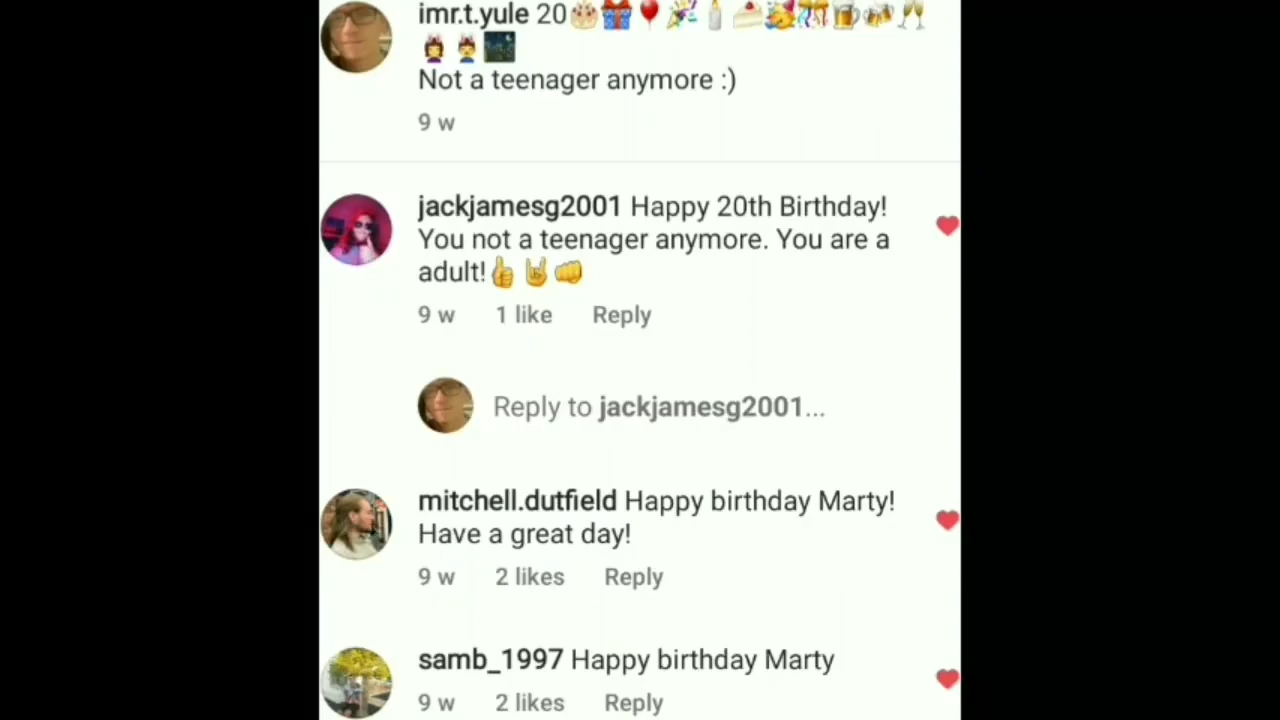 imr.t.yule 20🎂🎁🎈🎉🕯️🍰🥳🎊🍺🍻🥂
💆‍♀️💆‍♂️🌃
Not a teenager anymore :)
9 w
jackjamesg2001 Happy 20th Birthday!
You not a teenager anymore. You are a
adult!👍🤘👊
9 w 1 like Reply
Reply to jackjamesg2001...
mitchell.dutfield Happy birthday Marty!
Have a great day!
9 w 2 likes Reply
samb_1997 Happy birthday Marty
9 w 2 likes Reply